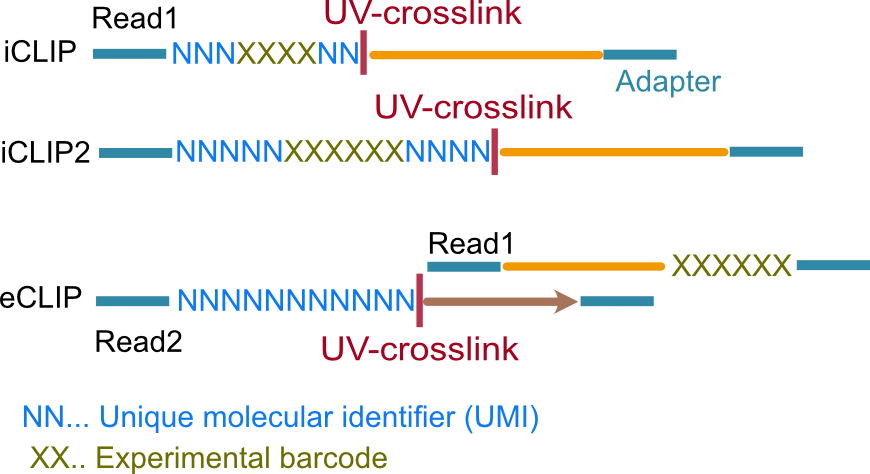 Read1
UV-crosslink
iCLIP NNNXXXXNN
Adapter
UV-crosslink
iCLIP2 NNNNNXXXXXXNNNN
Read1
XXXXXX
eCLIP NNNNNNNNNNN
Read2
UV-crosslink
NN... Unique molecular identifier (UMI)
XX.. Experimental barcode